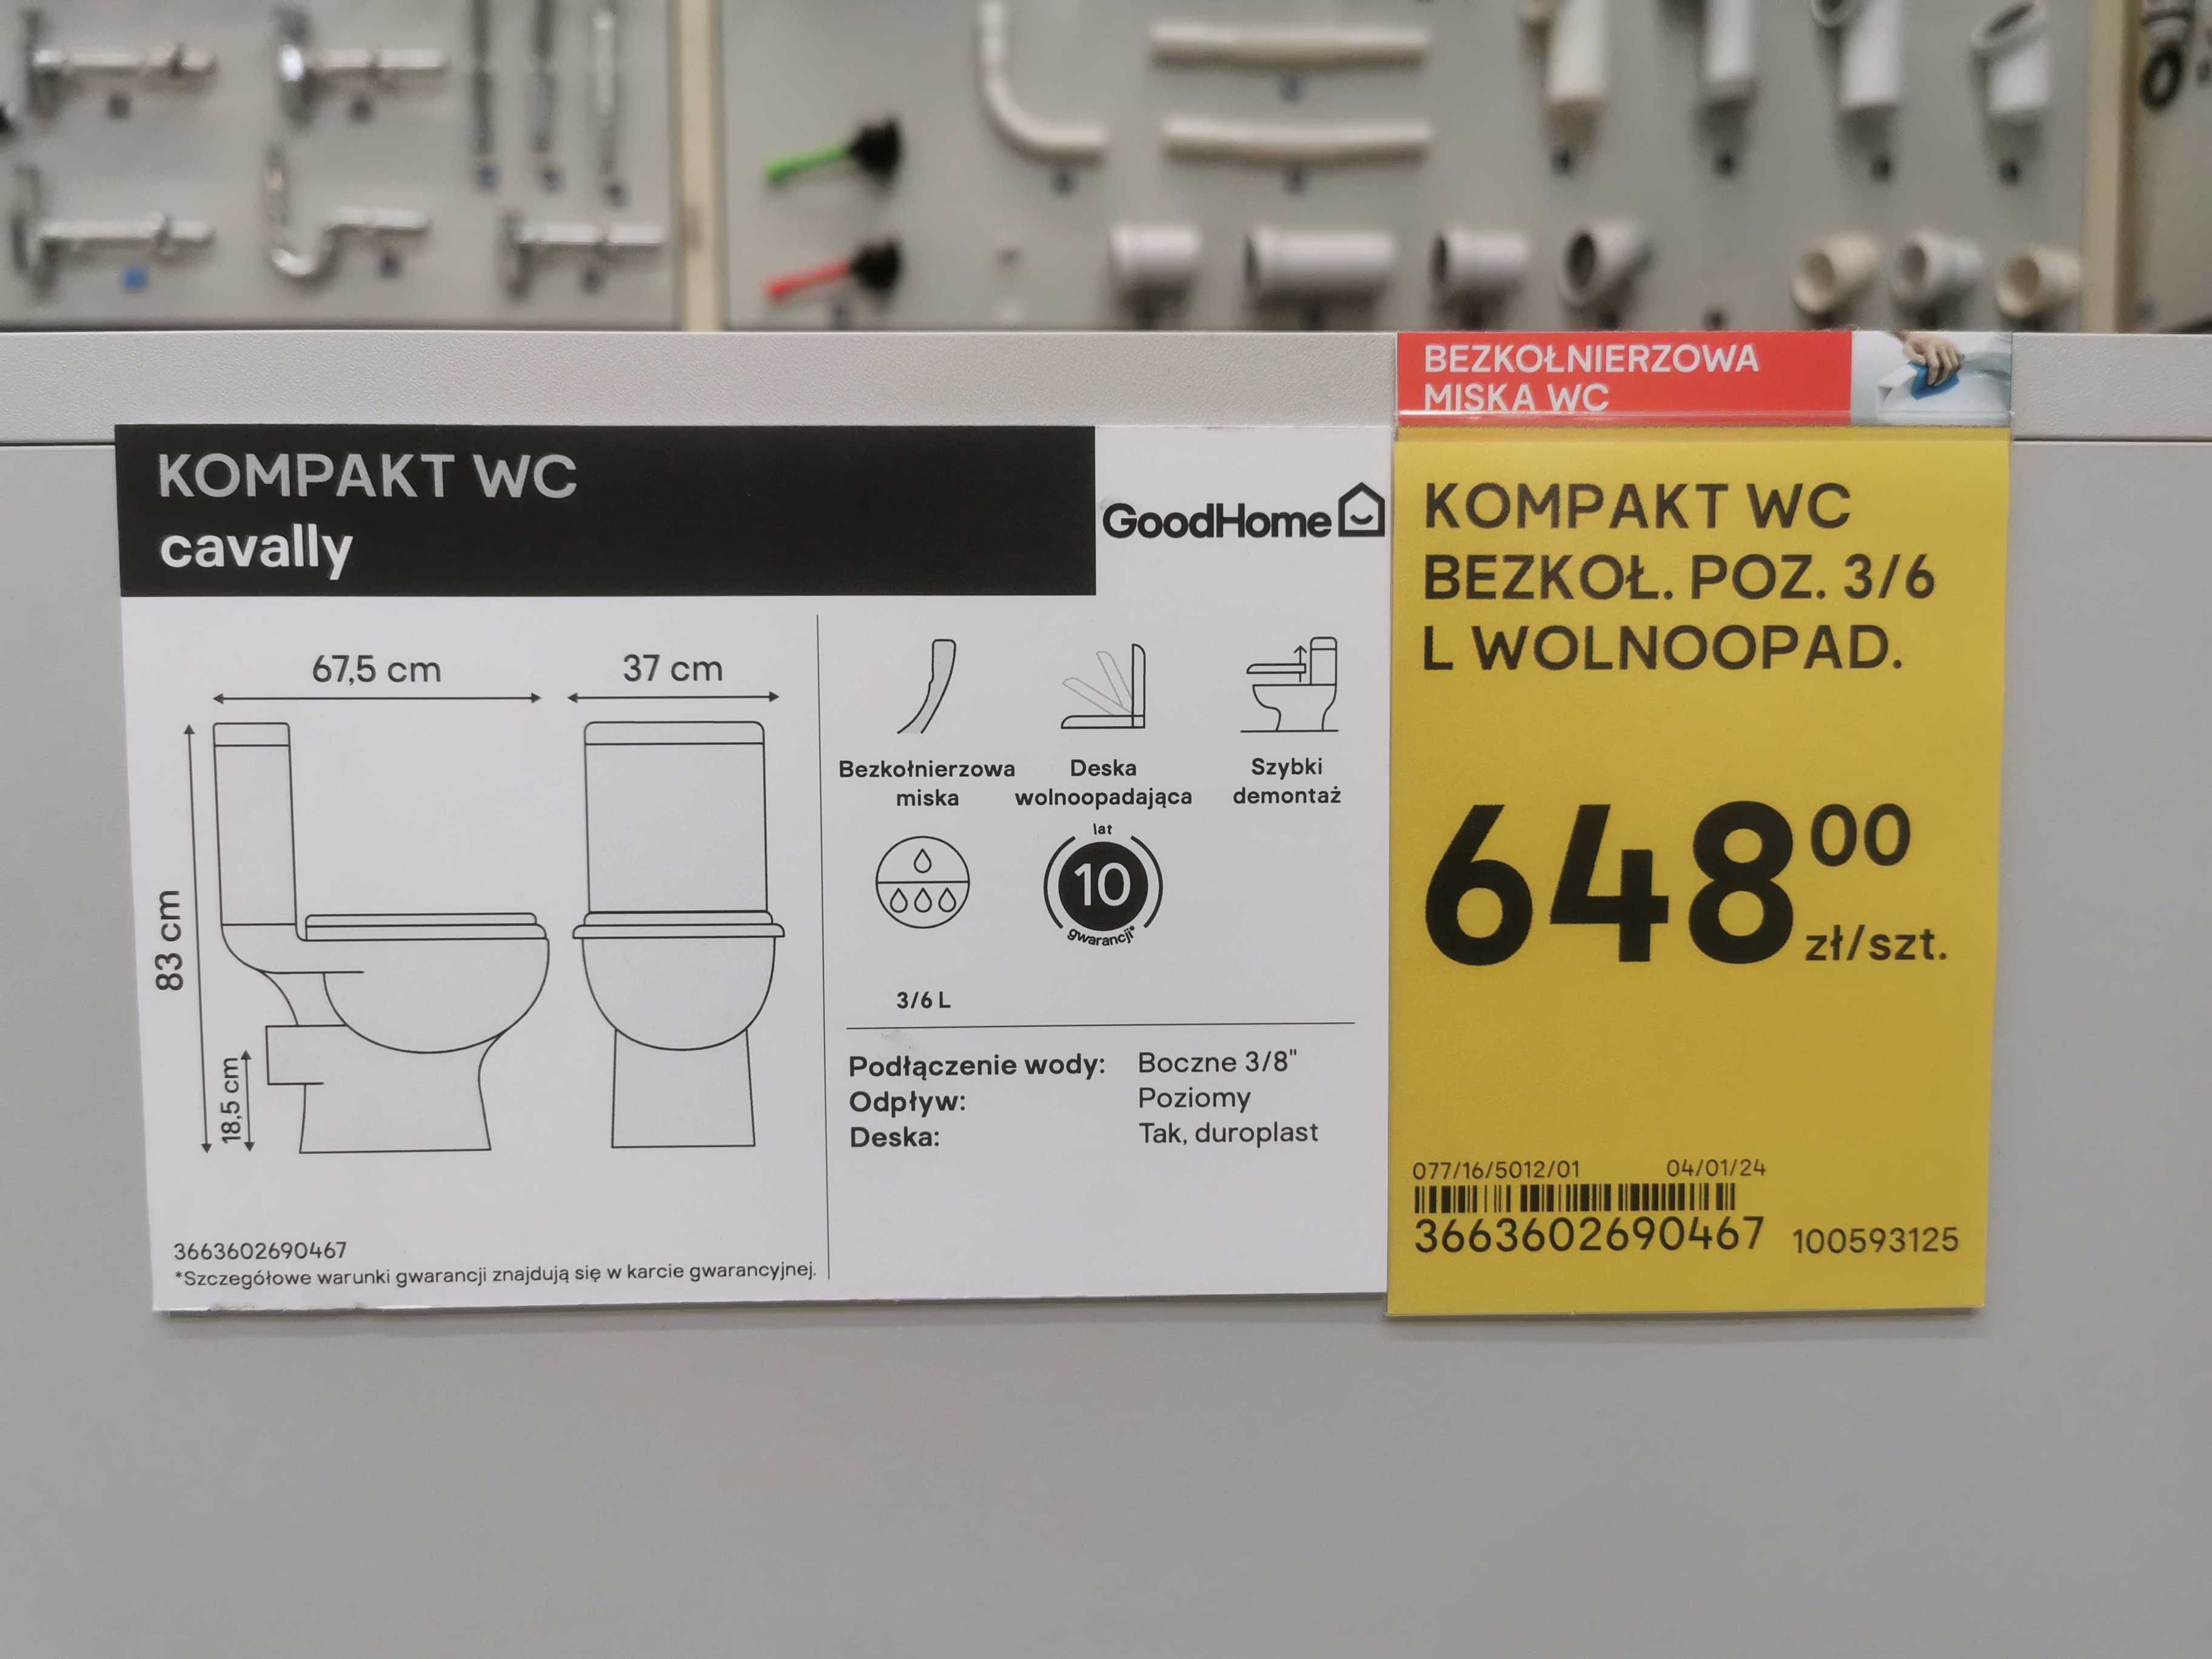 BEZKOŁNIERZOWA
MISKA WC
KOMPAKT WC
cavally
GoodHome
67,5 cm
37 cm
83 cm
18,5 cm
Bezkołnierzowa
miska
Deska
wolnoopadająca
Szybki
demontaż
3/6 L
lat
10
gwarancji*
Podłączenie wody: Boczne 3/8"
Odpływ: Poziomy
Deska: Tak, duroplast
3663602690467
*Szczegółowe warunki gwarancji znajdują się w karcie gwarancyjnej.
KOMPAKT WC
BEZKOŁ. POZ. 3/6
L WOLNOOPAD.
648 00
zł/szt.
077/16/5012/01 04/01/24
3663602690467 100593125